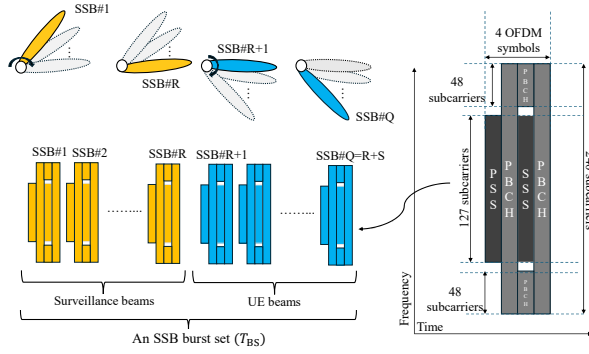 SSB#1
SSB#R
SSB#R+1
SSB#Q
SSB#1
SSB#2
SSB#R
SSB#R+1
SSB#Q=R+S
.........
.........
Surveillance beams
UE beams
An SSB burst set (T_BS)
4 OFDM
symbols
48
subcarriers
127 subcarriers
48
subcarriers
PSS
PBCH
PBCH
SSS
PBCH
PBCH
subcarriers
Frequency
Time